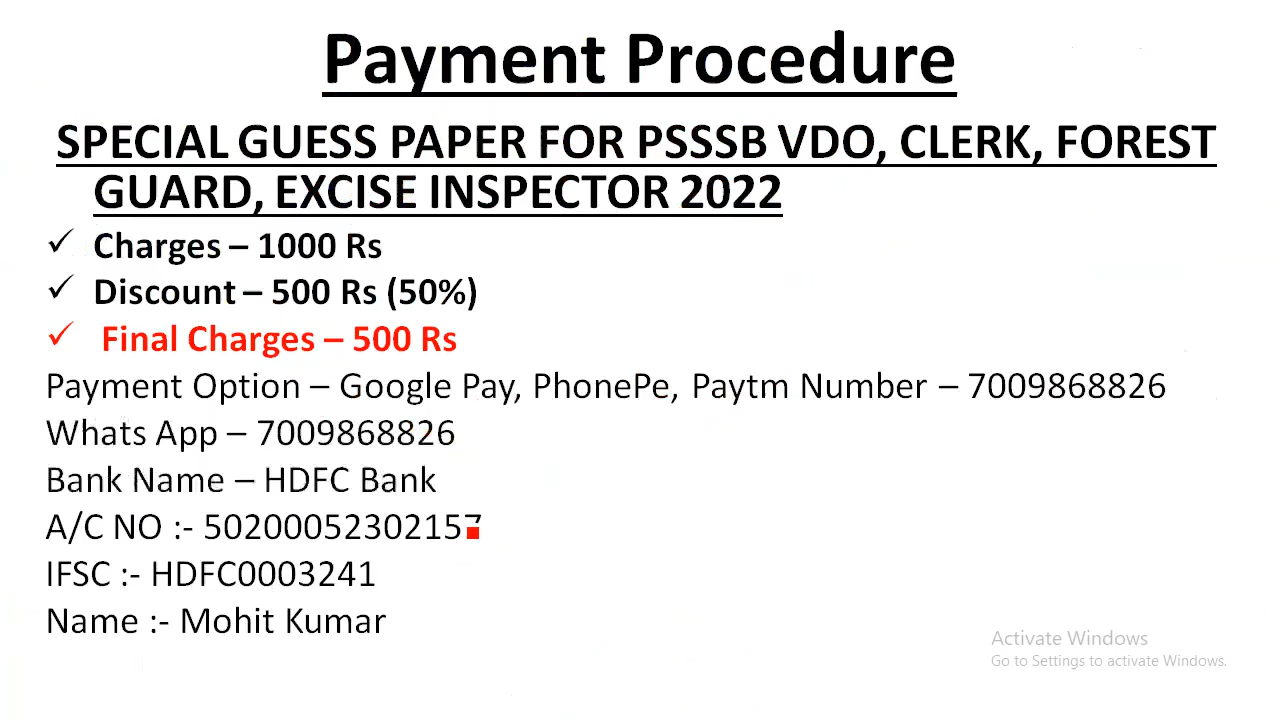 Payment Procedure
SPECIAL GUESS PAPER FOR PSSSB VDO, CLERK, FOREST
GUARD, EXCISE INSPECTOR 2022
✓ Charges – 1000 Rs
✓ Discount – 500 Rs (50%)
✓ Final Charges – 500 Rs
Payment Option – Google Pay, PhonePe, Paytm Number – 7009868826
Whats App – 7009868826
Bank Name – HDFC Bank
A/C NO :- 50200052302157
IFSC :- HDFC0003241
Name :- Mohit Kumar
Activate Windows
Go to Settings to activate Windows.